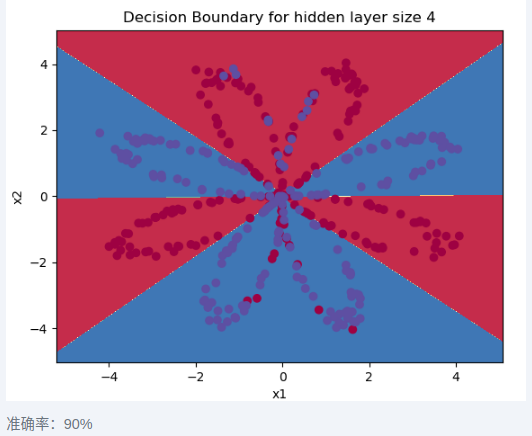 Decision Boundary for hidden layer size 4
4
2
0
−2
−4
x2
−4 −2 0 2 4
x1
准确率：90%